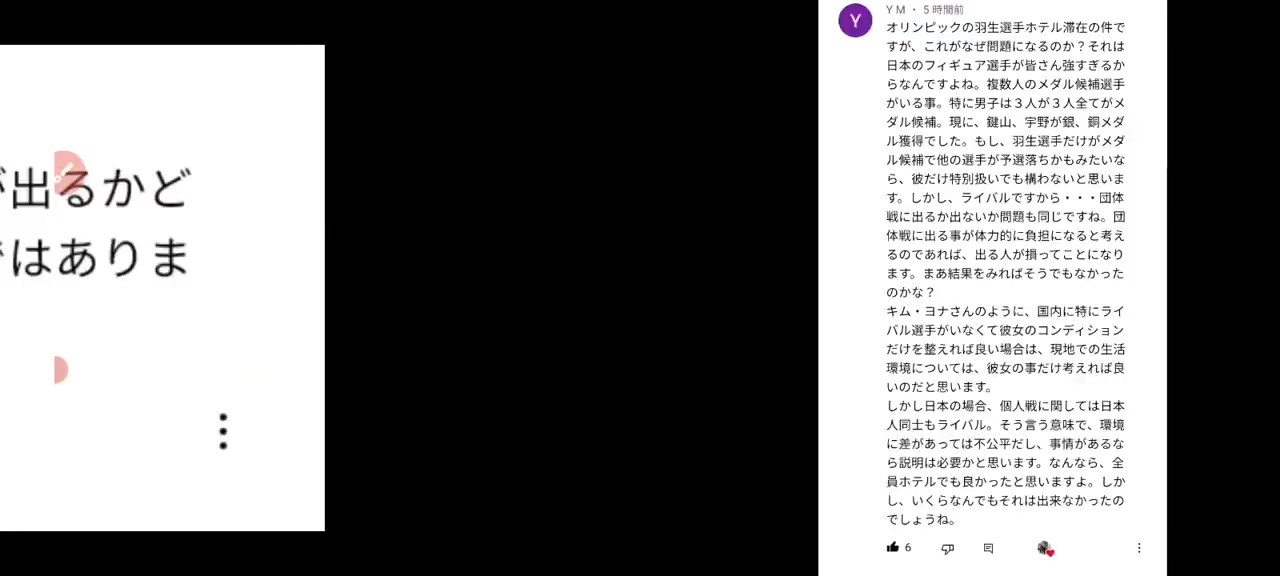 が出るかど
ではありま
Y
Y M ・ 5 時間前
オリンピックの羽生選手ホテル滞在の件で
すが、これがなぜ問題になるのか？それは
日本のフィギュア選手が皆さん強すぎるか
らなんですよね。複数人のメダル候補選手
がいる事。特に男子は３人が３人全てがメ
ダル候補。現に、鍵山、宇野が銀、銅メダ
ル獲得でした。もし、羽生選手だけがメダ
ル候補で他の選手が予選落ちかもみたいな
ら、彼だけ特別扱いでも構わないと思いま
す。しかし、ライバルですから・・・団体
戦に出るか出ないか問題も同じですね。団
体戦に出る事が体力的に負担になると考え
るのであれば、出る人が損ってことになり
ます。まあ結果をみればそうでもなかった
のかな？
キム・ヨナさんのように、国内に特にライ
バル選手がいなくて彼女のコンディション
だけを整えれば良い場合は、現地での生活
環境については、彼女の事だけ考えれば良
いのだと思います。
しかし日本の場合、個人戦に関しては日本
人同士もライバル。そう言う意味で、環境
に差があっては不公平だし、事情があるな
ら説明は必要かと思います。なんなら、全
員ホテルでも良かったと思いますよ。しか
し、いくらなんでもそれは出来なかったの
でしょうね。
6